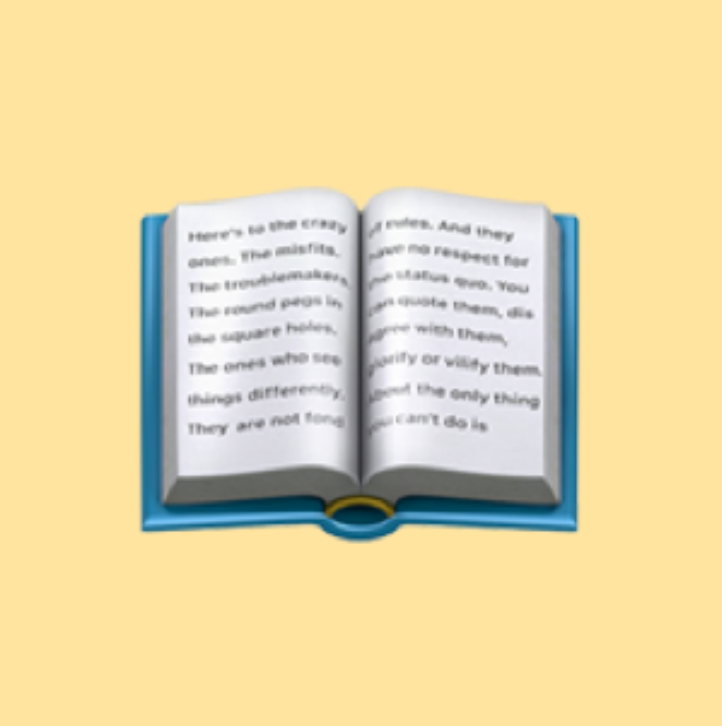 Here's to the crazy
ones. The misfits.
The troublemakers.
The round pegs in
the square holes.
The ones who see
things differently.
They are not fond
of rules. And they
have no respect for
the status quo. You
can quote them, dis
agree with them,
glorify or vilify them.
About the only thing
you can't do is